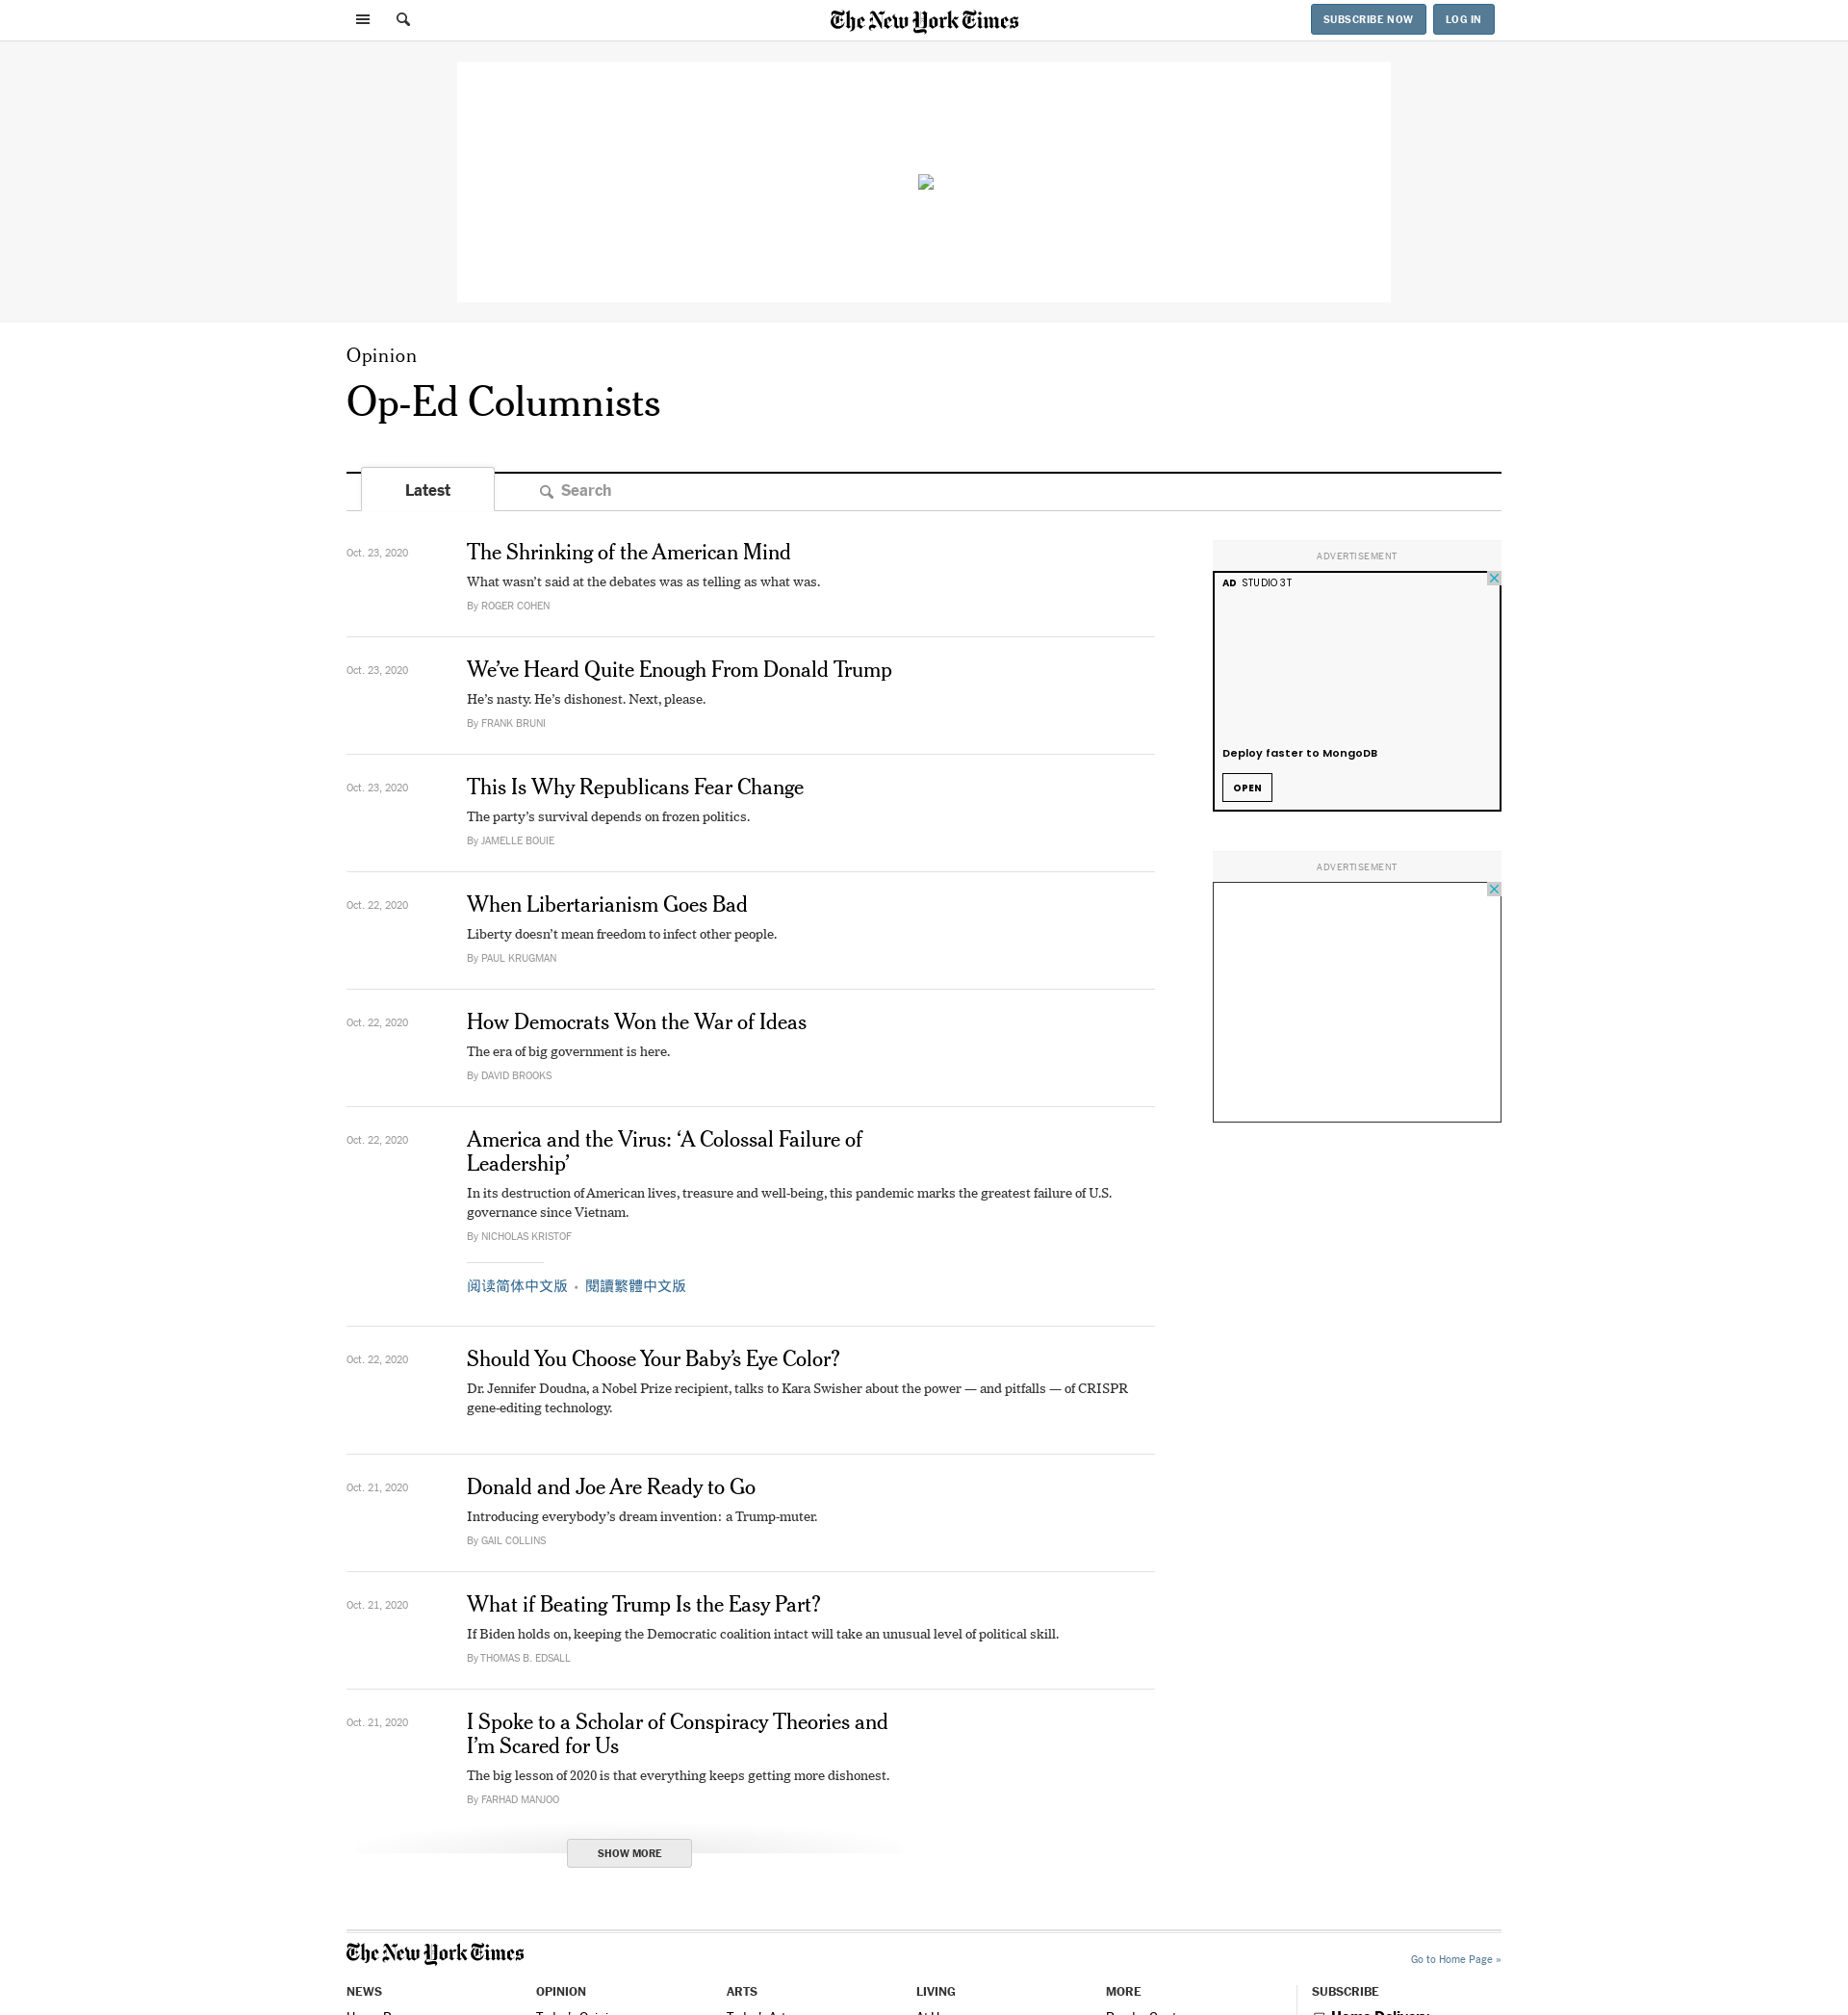 The New York Times
SUBSCRIBE NOW
LOG IN
Opinion
Op-Ed Columnists
Latest
Search
Oct. 23, 2020
The Shrinking of the American Mind
What wasn’t said at the debates was as telling as what was.
By ROGER COHEN
Oct. 23, 2020
We’ve Heard Quite Enough From Donald Trump
He’s nasty. He’s dishonest. Next, please.
By FRANK BRUNI
Oct. 23, 2020
This Is Why Republicans Fear Change
The party’s survival depends on frozen politics.
By JAMELLE BOUIE
Oct. 22, 2020
When Libertarianism Goes Bad
Liberty doesn’t mean freedom to infect other people.
By PAUL KRUGMAN
Oct. 22, 2020
How Democrats Won the War of Ideas
The era of big government is here.
By DAVID BROOKS
Oct. 22, 2020
America and the Virus: ‘A Colossal Failure of
Leadership’
In its destruction of American lives, treasure and well-being, this pandemic marks the greatest failure of U.S.
governance since Vietnam.
By NICHOLAS KRISTOF
阅读简体中文版 • 閱讀繁體中文版
Oct. 22, 2020
Should You Choose Your Baby’s Eye Color?
Dr. Jennifer Doudna, a Nobel Prize recipient, talks to Kara Swisher about the power — and pitfalls — of CRISPR
gene-editing technology.
Oct. 21, 2020
Donald and Joe Are Ready to Go
Introducing everybody’s dream invention: a Trump-muter.
By GAIL COLLINS
Oct. 21, 2020
What if Beating Trump Is the Easy Part?
If Biden holds on, keeping the Democratic coalition intact will take an unusual level of political skill.
By THOMAS B. EDSALL
Oct. 21, 2020
I Spoke to a Scholar of Conspiracy Theories and
I’m Scared for Us
The big lesson of 2020 is that everything keeps getting more dishonest.
By FARHAD MANJOO
SHOW MORE
ADVERTISEMENT
AD STUDIO 3T
Deploy faster to MongoDB
OPEN
ADVERTISEMENT
The New York Times
Go to Home Page »
NEWS
OPINION
ARTS
LIVING
MORE
SUBSCRIBE